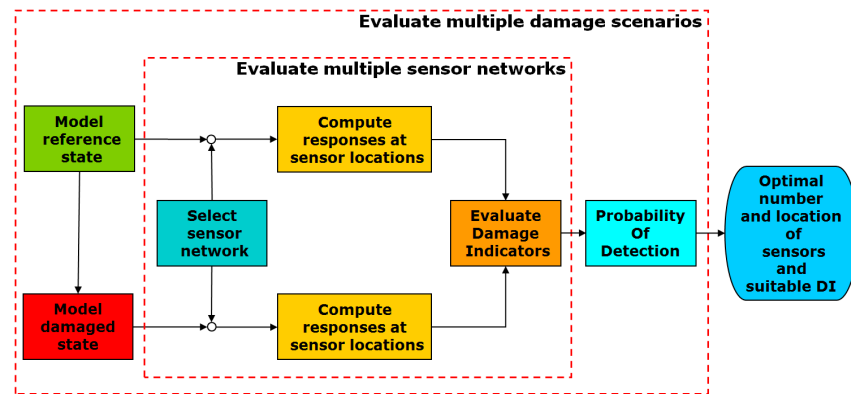 Evaluate multiple damage scenarios
Evaluate multiple sensor networks
Model
reference
state
Compute
responses at
sensor locations
Select
sensor
network
Evaluate
Damage
Indicators
Probability
Of
Detection
Optimal
number
and location
of
sensors
and
suitable DI
Model
damaged
state
Compute
responses at
sensor locations